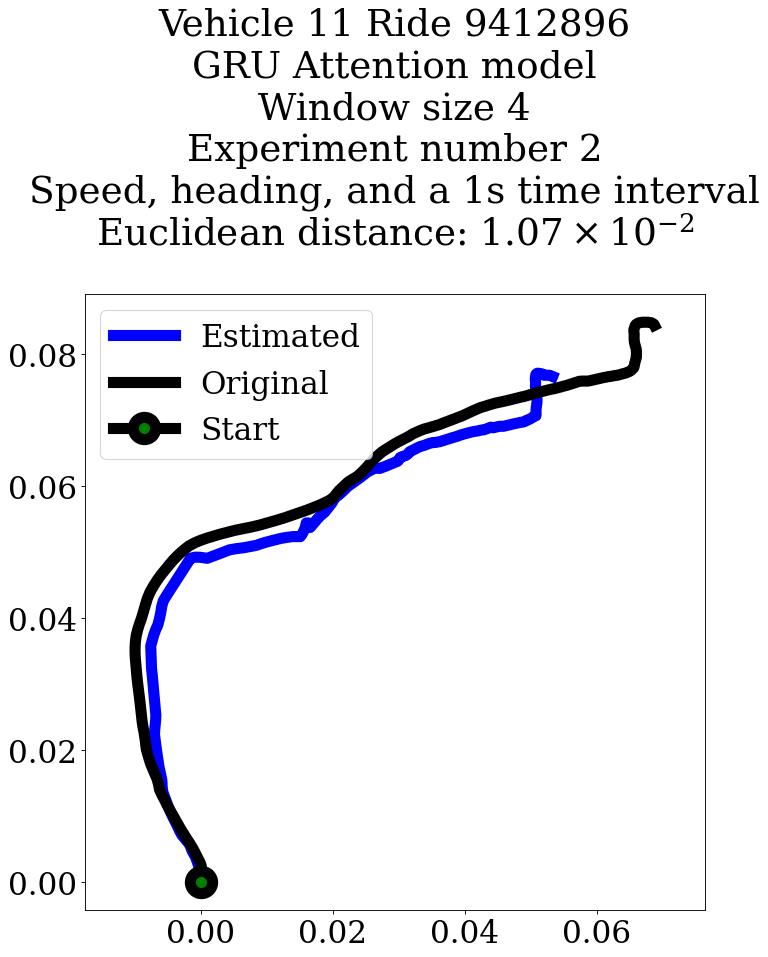 Vehicle 11 Ride 9412896
GRU Attention model
Window size 4
Experiment number 2
Speed, heading, and a 1s time interval
Euclidean distance: 1.07 × 10⁻²
Estimated
Original
Start
0.08
0.06
0.04
0.02
0.00
0.00 0.02 0.04 0.06